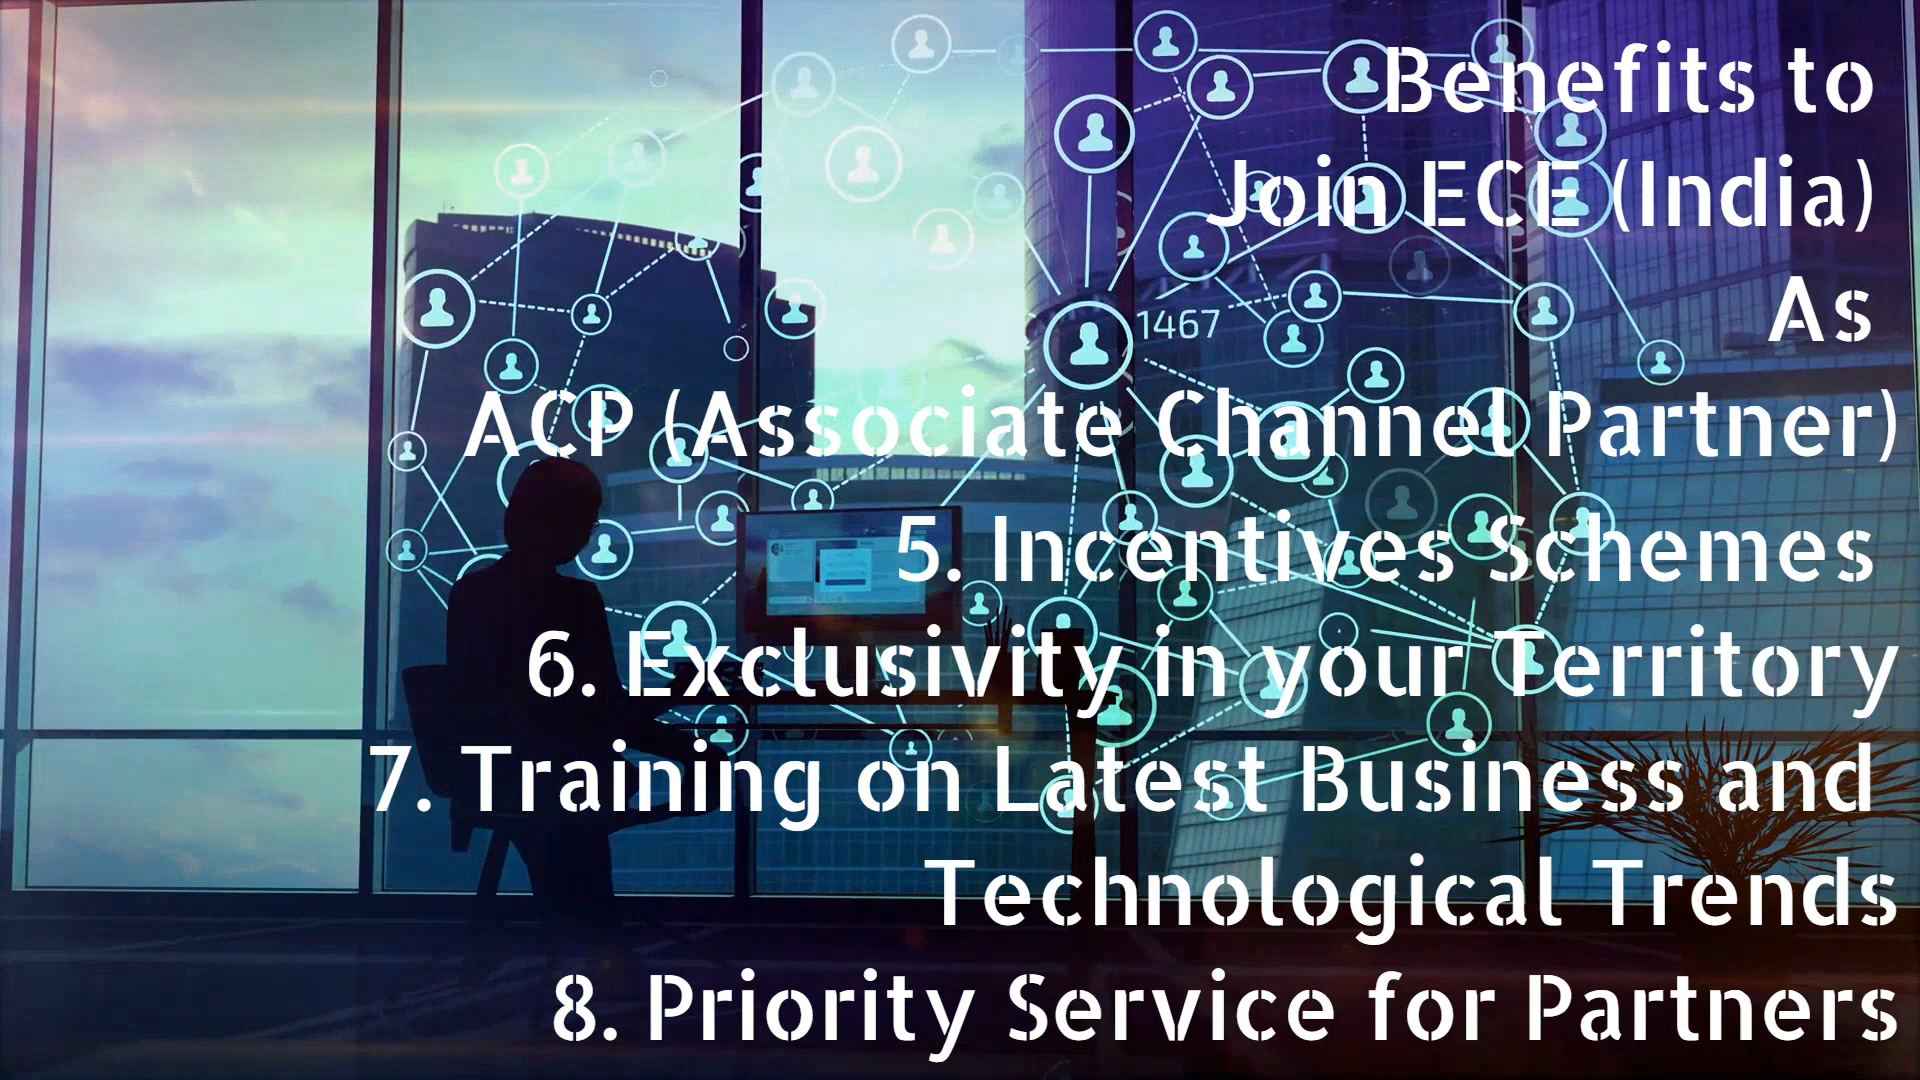 Benefits to
Join ECE (India)
As
ACP (Associate Channel Partner)
5. Incentives Schemes
6. Exclusivity in your Territory
7. Training on Latest Business and
Technological Trends
8. Priority Service for Partners
1467